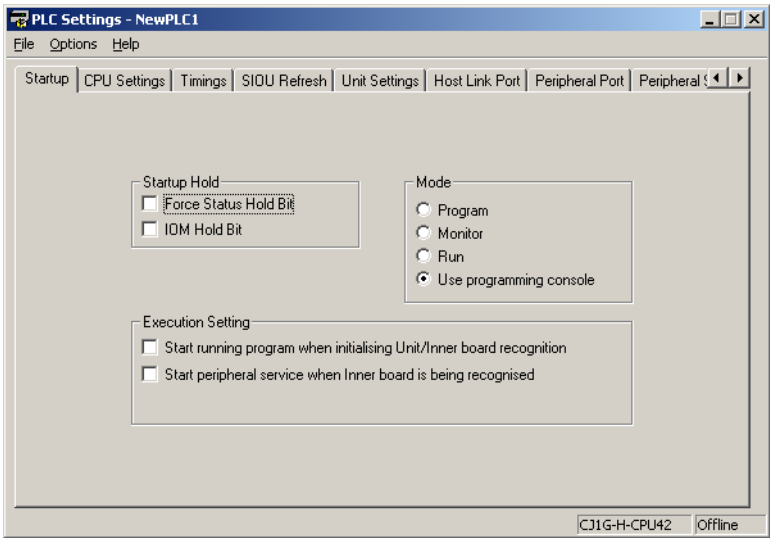 PLC Settings - NewPLC1
File Options Help
Startup CPU Settings Timings SIOU Refresh Unit Settings Host Link Port Peripheral Port Peripheral
Startup Hold
Force Status Hold Bit
IOM Hold Bit
Mode
Program
Monitor
Run
Use programming console
Execution Setting
Start running program when initialising Unit/Inner board recognition
Start peripheral service when Inner board is being recognised
CJ1G-H-CPU42 Offline